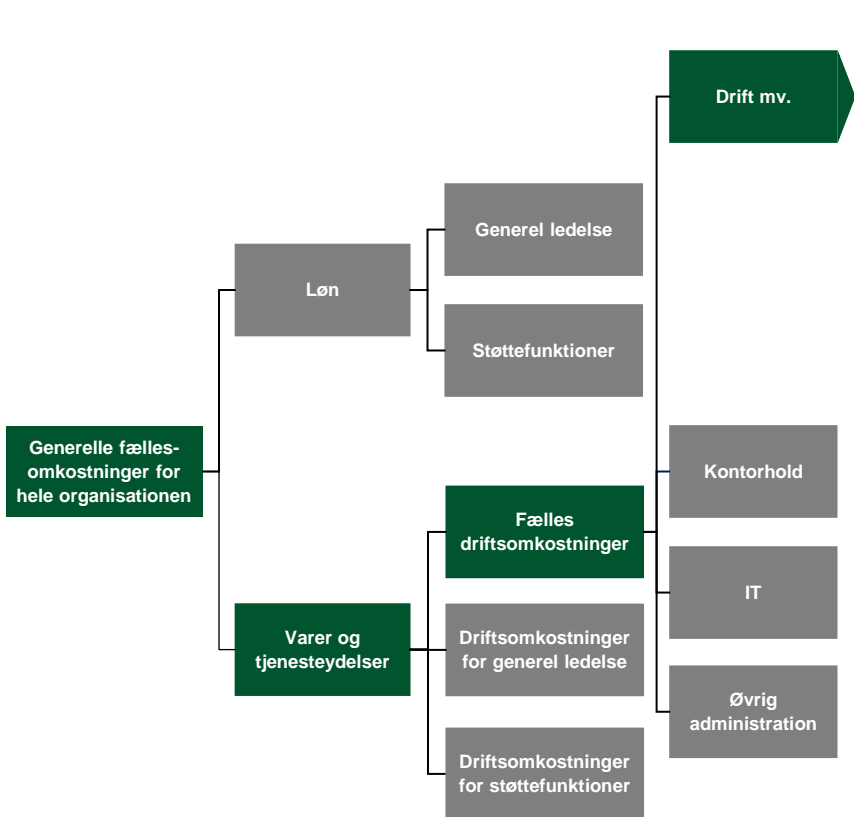 Drift mv.
Generel ledelse
Løn
Støttefunktioner
Generelle fælles-
omkostninger for
hele organisationen
Kontorhold
Fælles
driftsomkostninger
IT
Varer og
tjenesteydelser
Driftsomkostninger
for generel ledelse
Øvrig
administration
Driftsomkostninger
for støttefunktioner